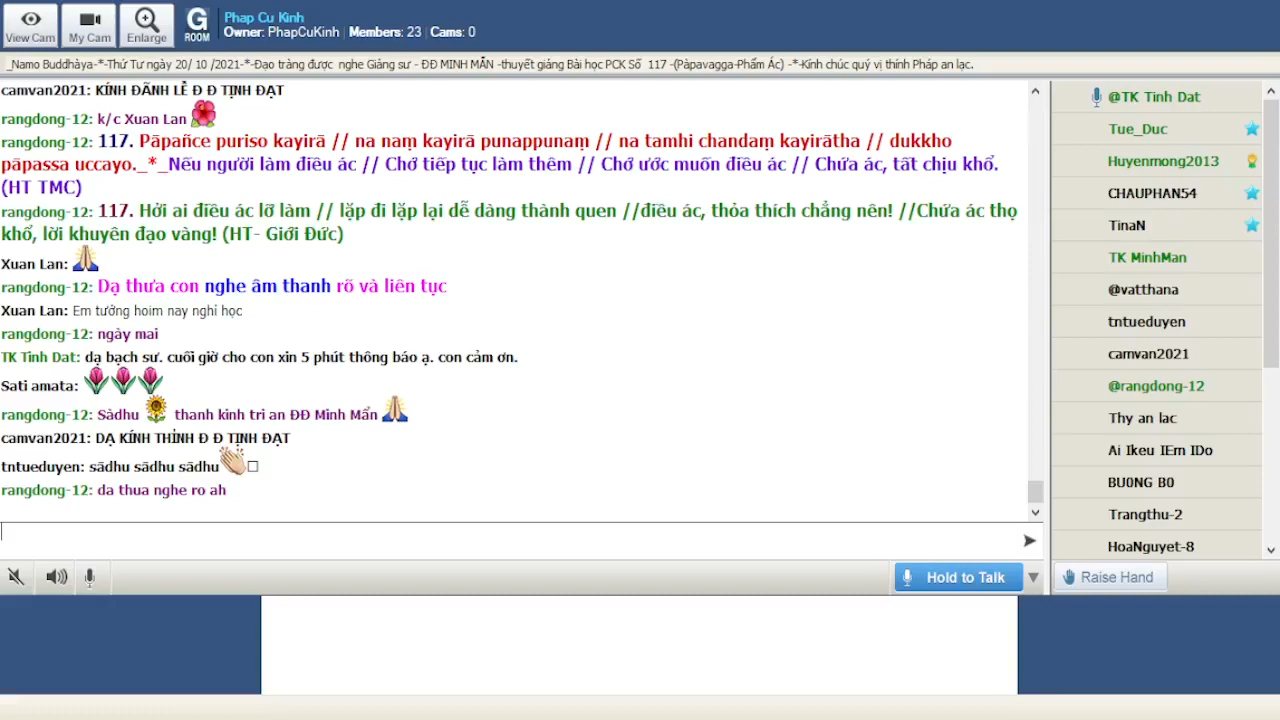 View Cam
My Cam
Enlarge
G
ROOM
Phap Cu Kinh
Owner: PhapCuKinh | Members: 23 | Cams: 0
_Namo Buddhàya-*-Thứ Tư ngày 20/ 10 /2021-*-Đạo tràng được nghe Giảng sư - ĐĐ MINH MẪN -thuyết giảng Bài học PCK Số 117 -(Pàpavagga-Phẩm Ác) -*-Kính chúc quý vị thính Pháp an lạc.
camvan2021: KÍNH ĐÃNH LỄ Đ Đ TỊNH ĐẠT
rangdong-12: k/c Xuan Lan
rangdong-12: 117. Pāpañce puriso kayirā // na naṃ kayirā punappunaṃ // na tamhi chandaṃ kayirātha // dukkho
pāpassa uccayo._*_Nếu người làm điều ác // Chớ tiếp tục làm thêm // Chớ ước muốn điều ác // Chứa ác, tất chịu khổ.
(HT TMC)
rangdong-12: 117. Hởi ai điều ác lỡ làm // lặp đi lặp lại dễ dàng thành quen //điều ác, thỏa thích chẳng nên! //Chứa ác thọ
khổ, lời khuyên đạo vàng! (HT- Giới Đức)
Xuan Lan:
rangdong-12: Dạ thưa con nghe âm thanh rõ và liên tục
Xuan Lan: Em tưởng hoim nay nghỉ học
rangdong-12: ngày mai
TK Tinh Dat: dạ bạch sư. cuối giờ cho con xin 5 phút thông báo ạ. con cảm ơn.
Sati amata:
rangdong-12: Sàdhu thanh kinh tri an ĐĐ Minh Mẩn
camvan2021: DẠ KÍNH THỈNH Đ Đ TỊNH ĐẠT
tntueduyen: sādhu sādhu sādhu
rangdong-12: da thua nghe ro ah
Hold to Talk
@TK Tinh Dat
Tue_Duc
Huyenmong2013
CHAUPHAN54
TinaN
TK MinhMan
@vatthana
tntueduyen
camvan2021
@rangdong-12
Thy an lac
Ai Ikeu IEm IDo
BU0NG B0
Trangthu-2
HoaNguyet-8
Raise Hand